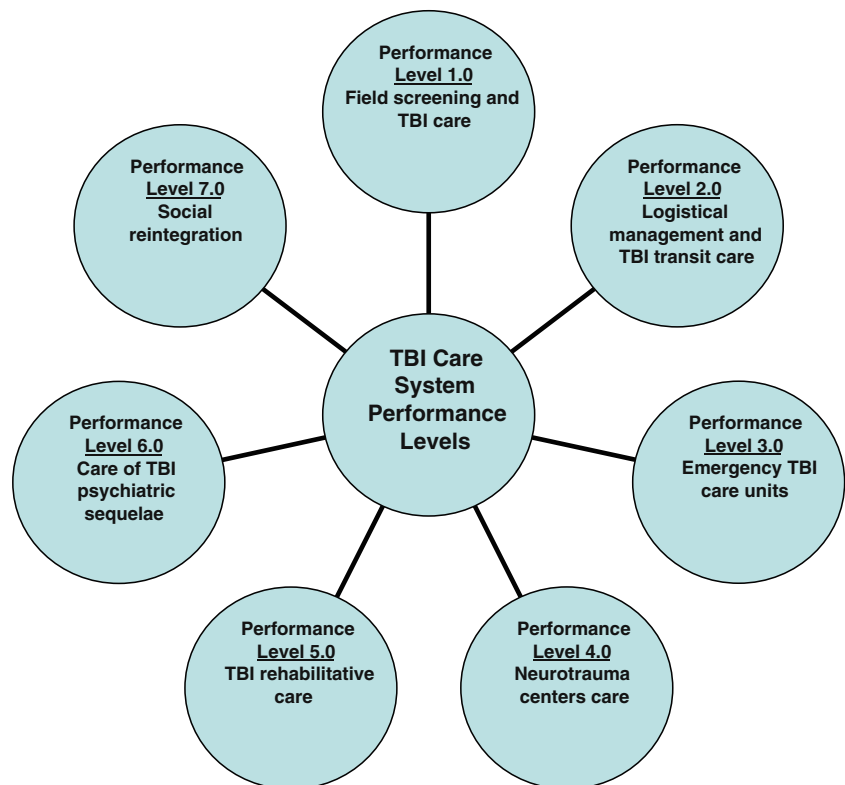 Performance
Level 1.0
Field screening and
TBI care
Performance
Level 2.0
Logistical
management and
TBI transit care
Performance
Level 3.0
Emergency TBI
care units
Performance
Level 4.0
Neurotrauma
centers care
Performance
Level 5.0
TBI rehabilitative
care
Performance
Level 6.0
Care of TBI
psychiatric
sequelae
Performance
Level 7.0
Social
reintegration
TBI Care
System
Performance
Levels